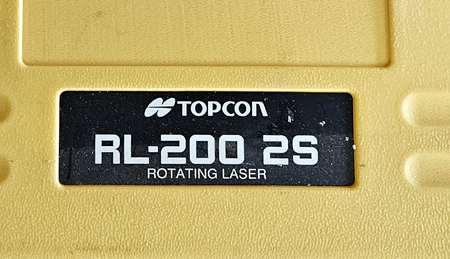 TOPCON
RL-200 2S
ROTATING LASER